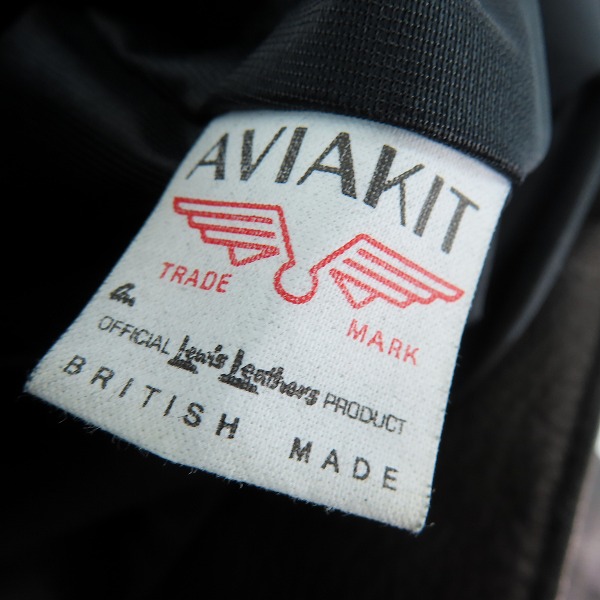 AVIAKIT
TRADE MARK
an
OFFICIAL Lewis Leathers PRODUCT
BRITISH MADE